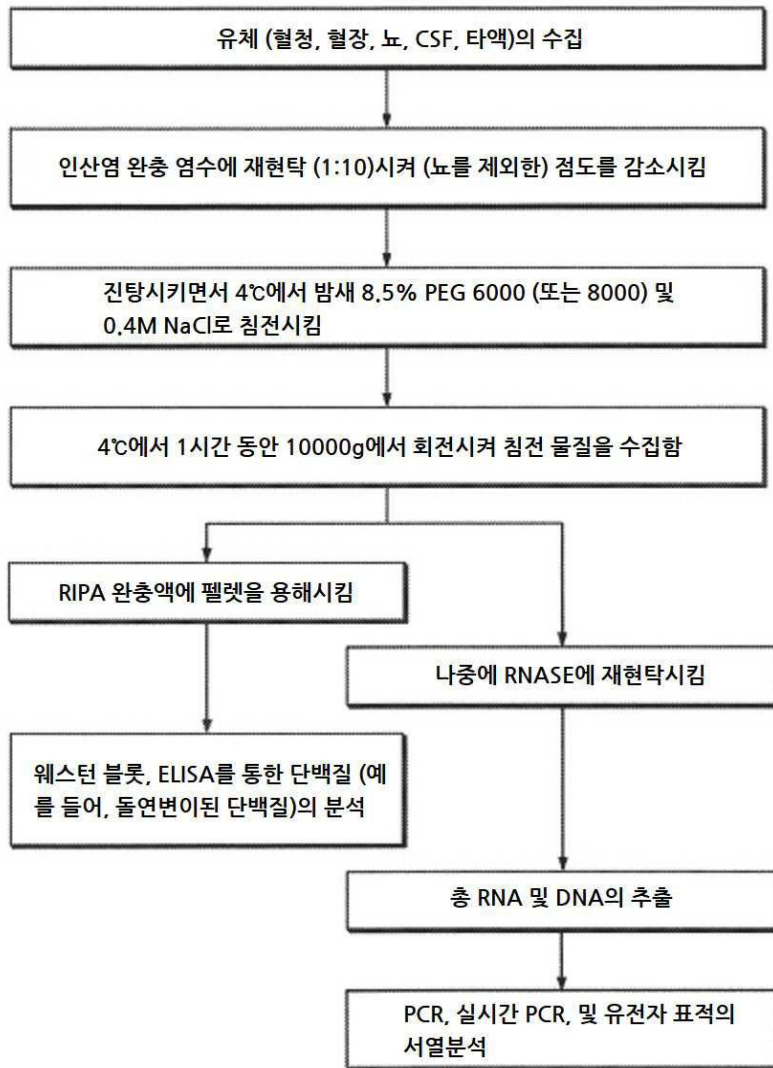 유체 (혈청, 혈장, 뇨, CSF, 타액)의 수집
인산염 완충 염수에 재현탁 (1:10)시켜 (뇨를 제외한) 점도를 감소시킴
진탕시키면서 4℃에서 밤새 8.5% PEG 6000 (또는 8000) 및
0.4M NaCl로 침전시킴
4℃에서 1시간 동안 10000g에서 회전시켜 침전 물질을 수집함
RIPA 완충액에 펠렛을 용해시킴
나중에 RNASE에 재현탁시킴
웨스턴 블롯, ELISA를 통한 단백질 (예
를 들어, 돌연변이된 단백질)의 분석
총 RNA 및 DNA의 추출
PCR, 실시간 PCR, 및 유전자 표적의
서열분석